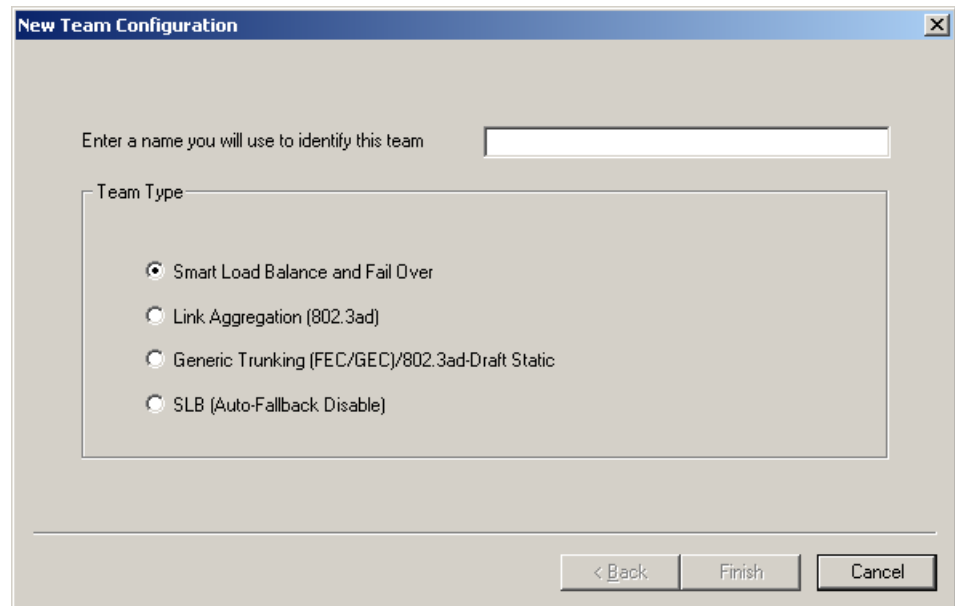 New Team Configuration
Enter a name you will use to identify this team
Team Type
Smart Load Balance and Fail Over
Link Aggregation (802.3ad)
Generic Trunking (FEC/GEC)/802.3ad-Draft Static
SLB (Auto-Fallback Disable)
< Back Finish Cancel